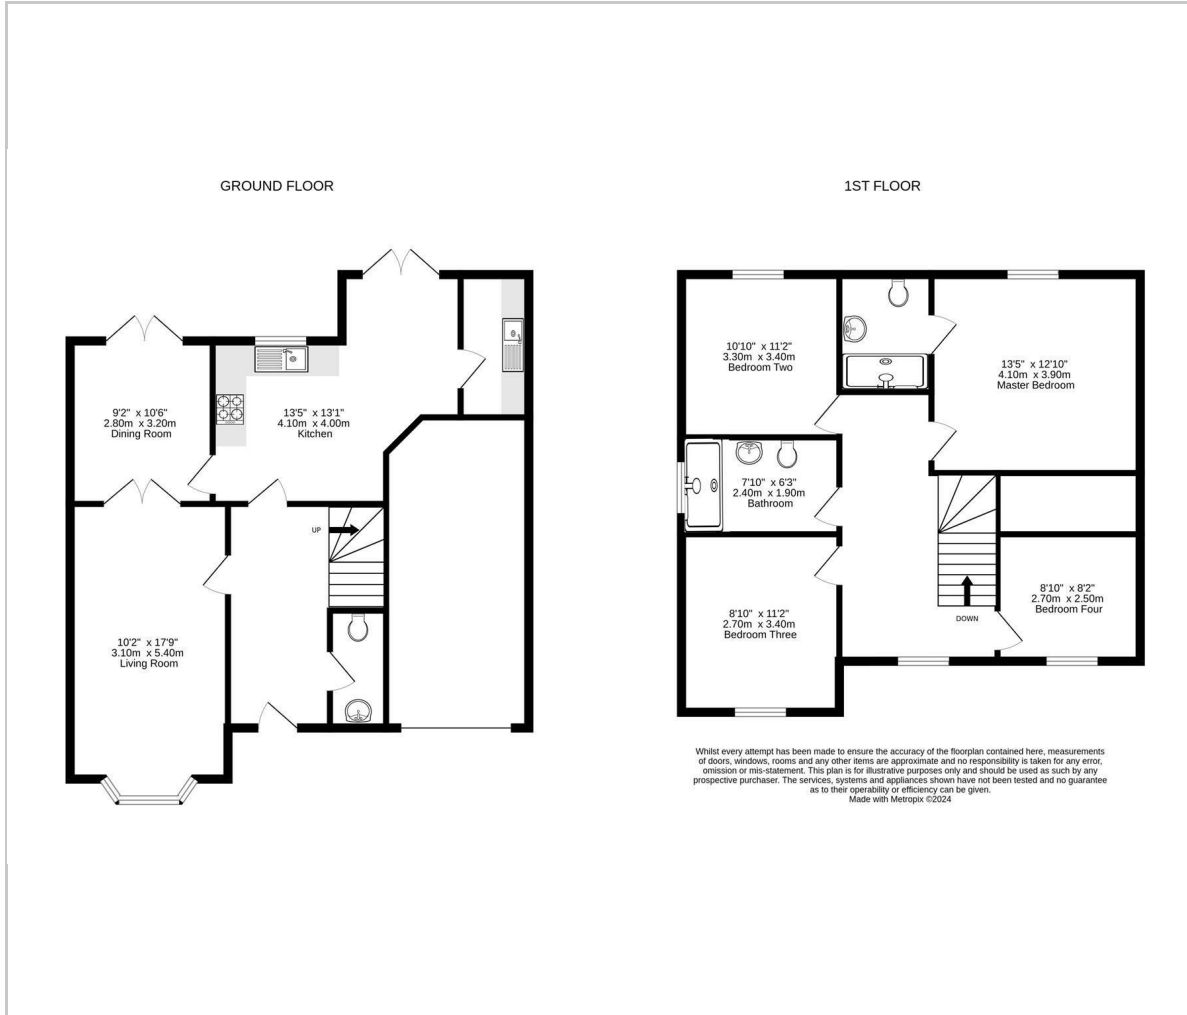 GROUND FLOOR
9'2" x 10'6"
2.80m x 3.20m
Dining Room
13'5" x 13'1"
4.10m x 4.00m
Kitchen
UP
10'2" x 17'9"
3.10m x 5.40m
Living Room
1ST FLOOR
10'10" x 11'2"
3.30m x 3.40m
Bedroom Two
13'5" x 12'10"
4.10m x 3.90m
Master Bedroom
7'10" x 6'3"
2.40m x 1.90m
Bathroom
8'10" x 11'2"
2.70m x 3.40m
Bedroom Three
8'10" x 8'2"
2.70m x 2.50m
Bedroom Four
DOWN
Whilst every attempt has been made to ensure the accuracy of the floorplan contained here, measurements
of doors, windows, rooms and any other items are approximate and no responsibility is taken for any error,
omission or mis-statement. This plan is for illustrative purposes only and should be used as such by any
prospective purchaser. The services, systems and appliances shown have not been tested and no guarantee
as to their operability or efficiency can be given.
Made with Metropix ©2024